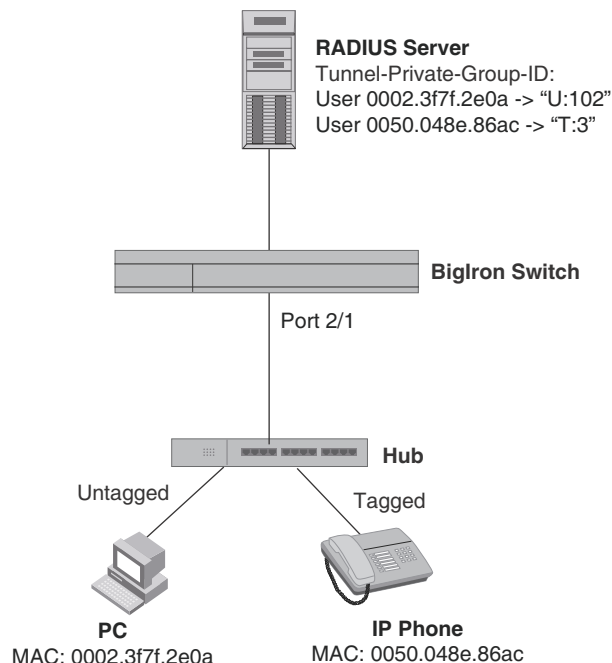 RADIUS Server
Tunnel-Private-Group-ID:
User 0002.3f7f.2e0a -> “U:102”
User 0050.048e.86ac -> “T:3”
BigIron Switch
Port 2/1
Hub
Untagged
Tagged
PC
MAC: 0002.3f7f.2e0a
IP Phone
MAC: 0050.048e.86ac